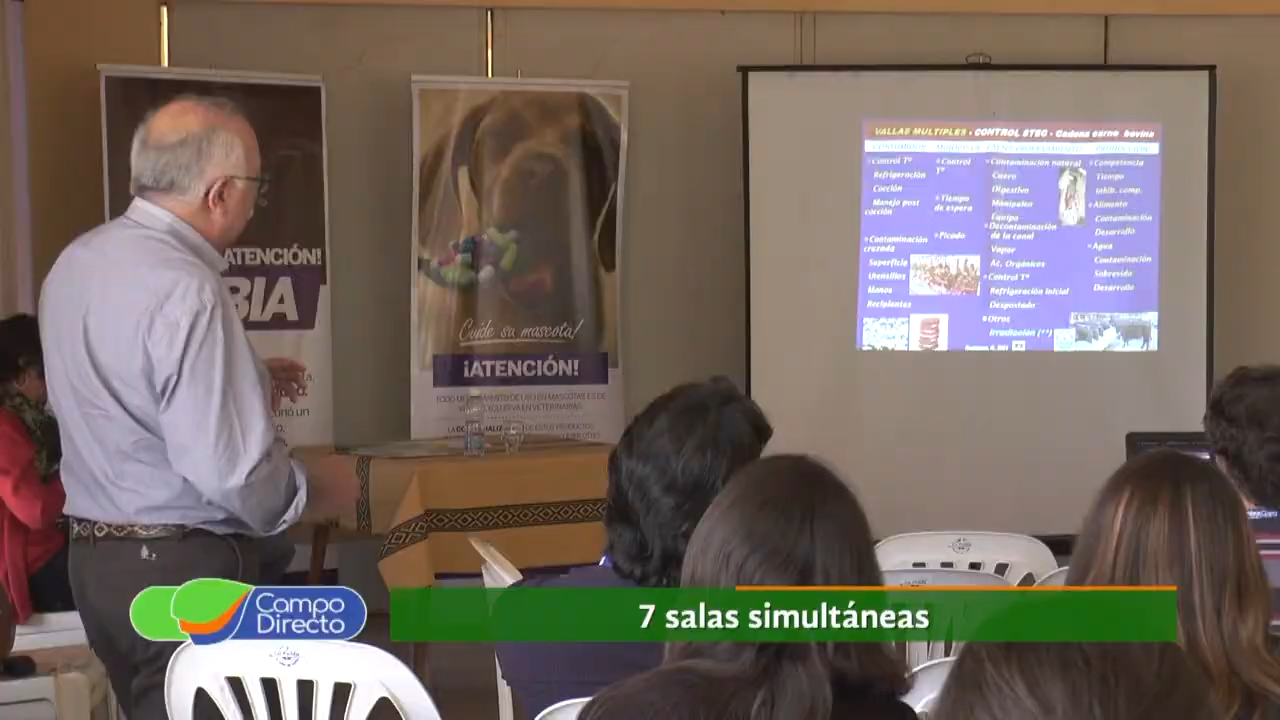 ¡ATENCIÓN!
BIA
Cuide su mascota!
¡ATENCIÓN!
VALLAS MULTIPLES - CONTROL STEC - Cadena carne bovina
Control Tº
Refrigeración
Cocción
Manejo post
cocción
Contaminación
cruzada
Superficie
Utensillos
Manos
Recipientes
Control
Tº
Tiempo
de espera
Picado
Contaminación natural
Cuero
Digestivo
Manipuleo
Equipo
Decontaminación
de la canal
Vapor
Ac. Orgánicos
Control Tº
Refrigeración inicial
Despostado
Otros
Irradiación (**)
Competencia
Tiempo
Inhib. comp.
Alimento
Contaminación
Desarrollo
Agua
Contaminación
Sobrevida
Desarrollo
Campo
Directo
7 salas simultáneas